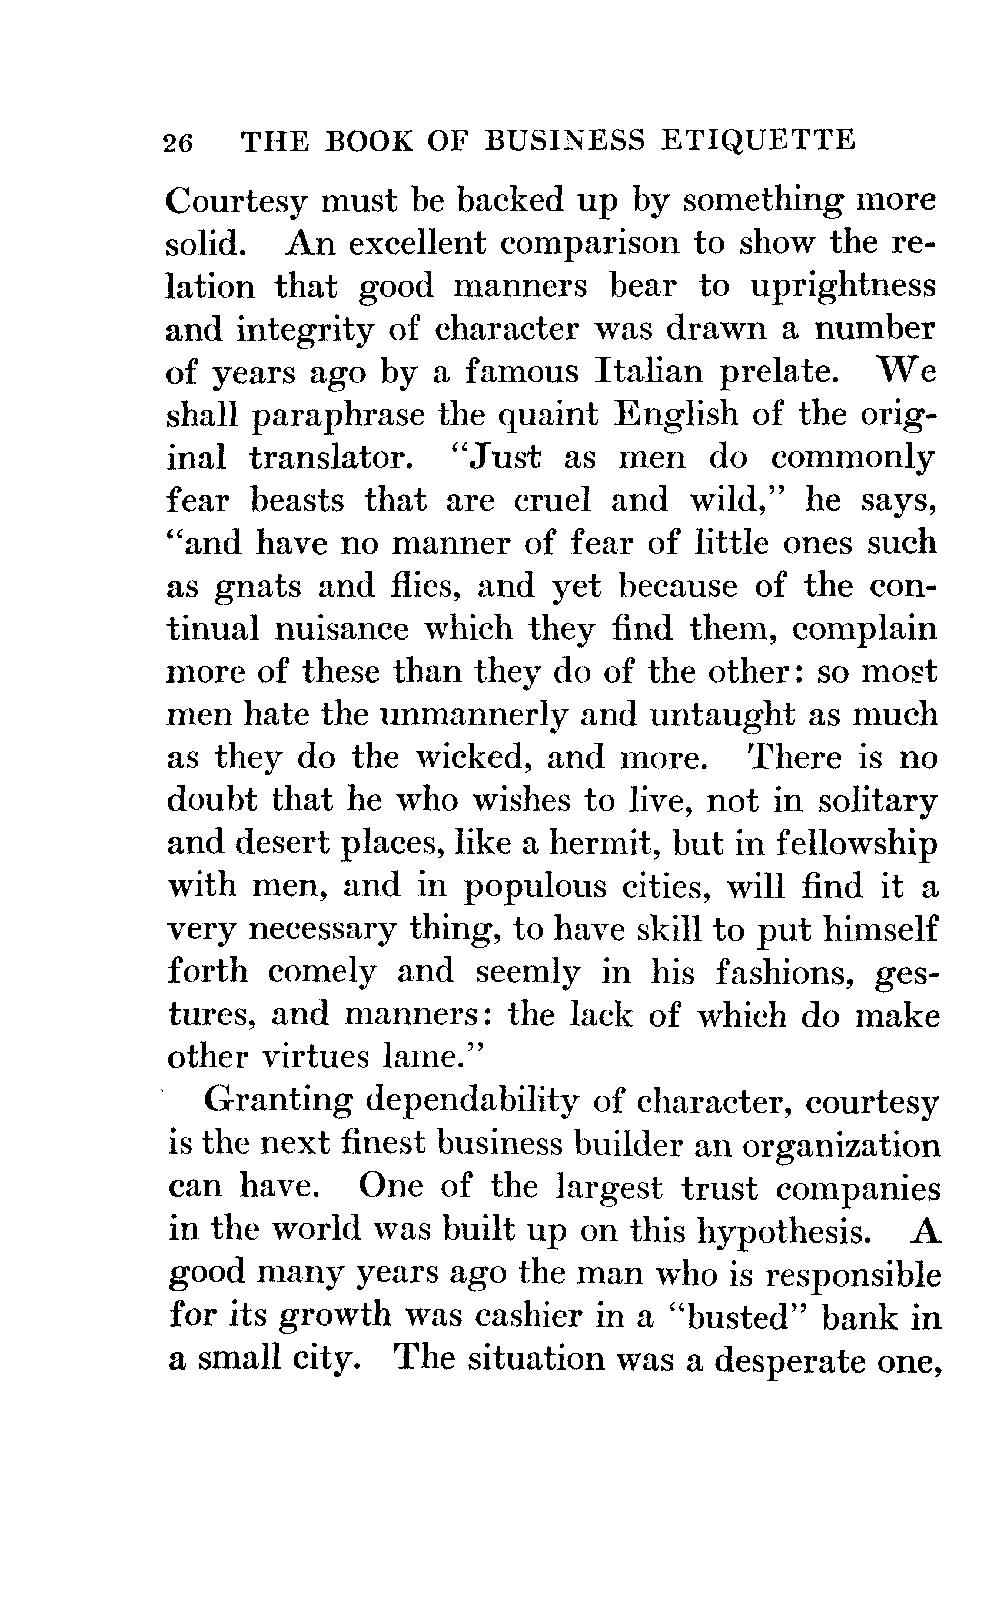 26 THE BOOK OF BUSINESS ETIQUETTE
Courtesy must be backed up by something more
solid. An excellent comparison to show the re-
lation that good manners bear to uprightness
and integrity of character was drawn a number
of years ago by a famous Italian prelate. We
shall paraphrase the quaint English of the orig-
inal translator. "Just as men do commonly
fear beasts that are cruel and wild," he says,
"and have no manner of fear of little ones such
as gnats and flies, and yet because of the con-
tinual nuisance which they find them, complain
more of these than they do of the other: so most
men hate the unmannerly and untaught as much
as they do the wicked, and more. There is no
doubt that he who wishes to live, not in solitary
and desert places, like a hermit, but in fellowship
with men, and in populous cities, will find it a
very necessary thing, to have skill to put himself
forth comely and seemly in his fashions, ges-
tures, and manners: the lack of which do make
other virtues lame."
Granting dependability of character, courtesy
is the next finest business builder an organization
can have. One of the largest trust companies
in the world was built up on this hypothesis. A
good many years ago the man who is responsible
for its growth was cashier in a "busted" bank in
a small city. The situation was a desperate one,